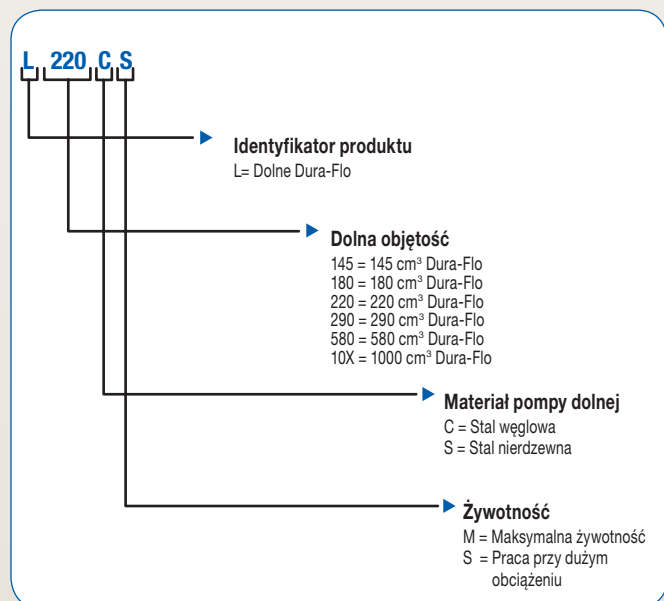 L 220 C S
Identyfikator produktu
L= Dolne Dura-Flo
Dolna objętość
145 = 145 cm³ Dura-Flo
180 = 180 cm³ Dura-Flo
220 = 220 cm³ Dura-Flo
290 = 290 cm³ Dura-Flo
580 = 580 cm³ Dura-Flo
10X = 1000 cm³ Dura-Flo
Materiał pompy dolnej
C = Stal węglowa
S = Stal nierdzewna
Żywotność
M = Maksymalna żywotność
S = Praca przy dużym
obciążeniu